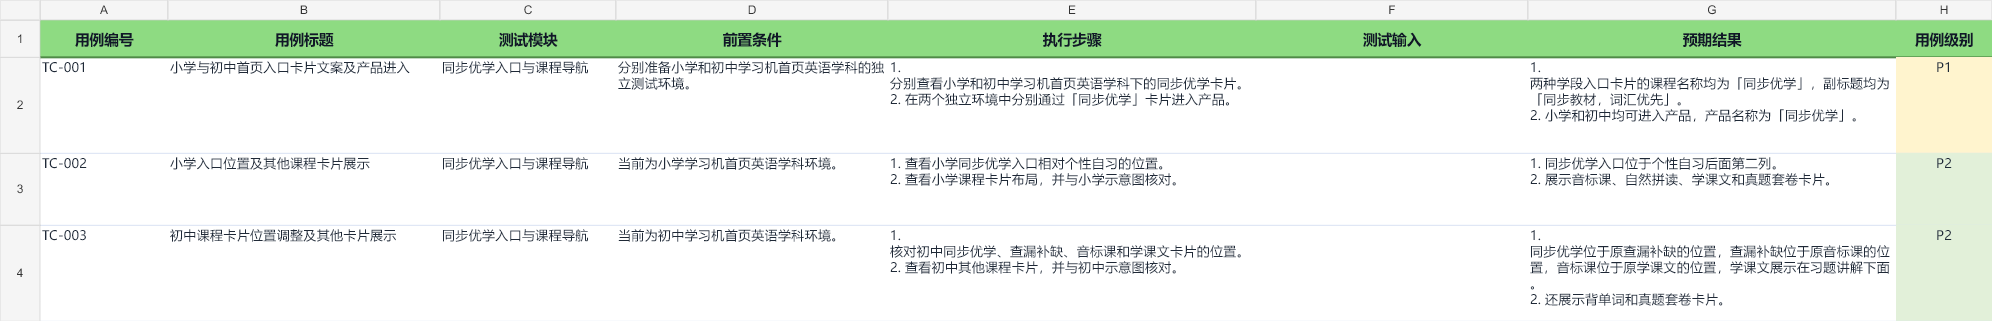 A B C D E F G H
1 用例编号 用例标题 测试模块 前置条件 执行步骤 测试输入 预期结果 用例级别
2
TC-001
小学与初中首页入口卡片文案及产品进入
同步优学入口与课程导航
分别准备小学和初中学习机首页英语学科的独
立测试环境。
1.
分别查看小学和初中学习机首页英语学科下的同步优学卡片。
2. 在两个独立环境中分别通过「同步优学」卡片进入产品。
1.
两种学段入口卡片的课程名称均为「同步优学」，副标题均为
「同步教材，词汇优先」。
2. 小学和初中均可进入产品，产品名称为「同步优学」。
P1
3
TC-002
小学入口位置及其他课程卡片展示
同步优学入口与课程导航
当前为小学学习机首页英语学科环境。
1. 查看小学同步优学入口相对个性自习的位置。
2. 查看小学课程卡片布局，并与小学示意图核对。
1. 同步优学入口位于个性自习后面第二列。
2. 展示音标课、自然拼读、学课文和真题套卷卡片。
P2
4
TC-003
初中课程卡片位置调整及其他卡片展示
同步优学入口与课程导航
当前为初中学习机首页英语学科环境。
1.
核对初中同步优学、查漏补缺、音标课和学课文卡片的位置。
2. 查看初中其他课程卡片，并与初中示意图核对。
1.
同步优学位于原查漏补缺的位置，查漏补缺位于原音标课的位
置，音标课位于原学课文的位置，学课文展示在习题讲解下面
。
2. 还展示背单词和真题套卷卡片。
P2